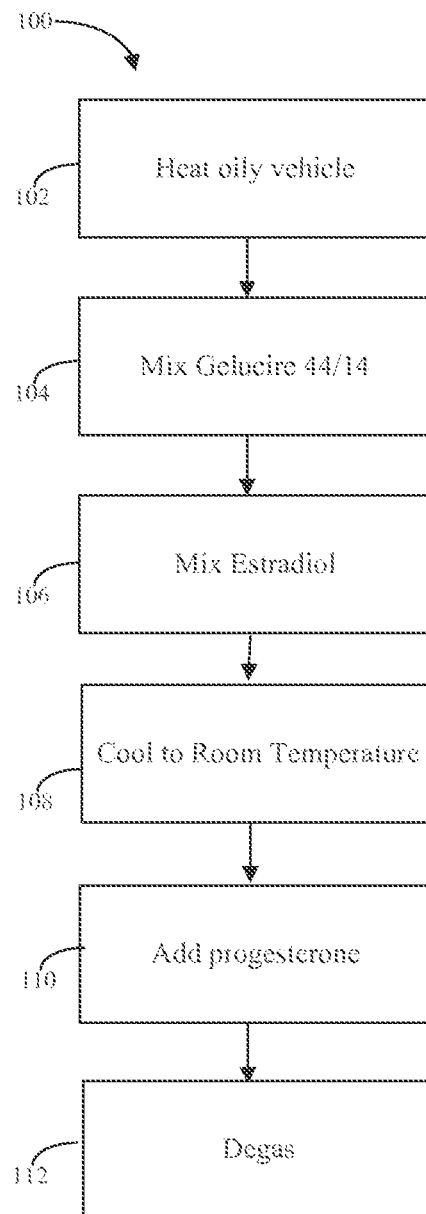 100
Heat oily vehicle
102
Mix Gelucire 44/14
104
Mix Estradiol
106
Cool to Room Temperature
108
Add progesterone
110
Degas
112